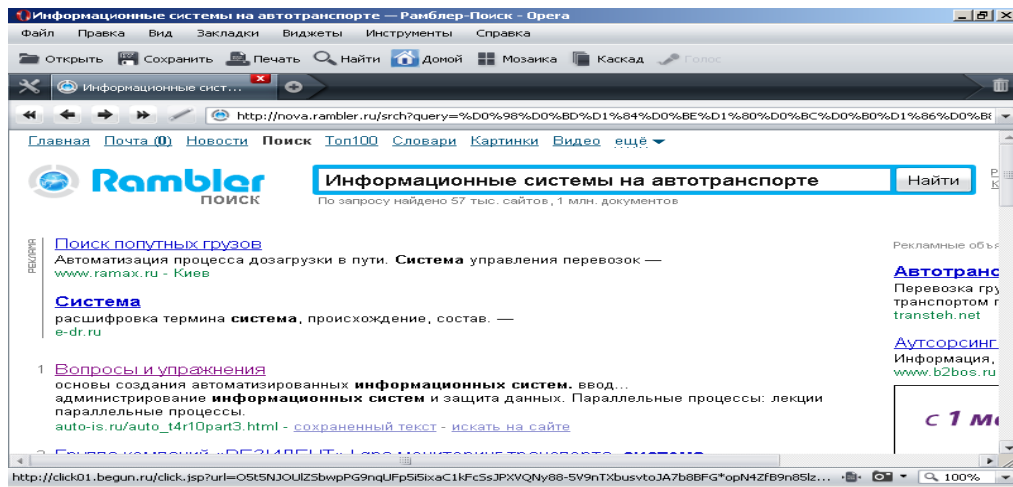 Информационные системы на автотранспорте — Рамблер-Поиск - Opera
Файл Правка Вид Закладки Виджеты Инструменты Справка
Открыть Сохранить Печать Найти Домой Мозаика Каскад Голос
Информационные сист...
http://nova.rambler.ru/srch?query=%D0%98%D0%BD%D1%84%D0%BE%D1%80%D0%BC%D0%B0%D1%86%D0%B8
Главная Почта (0) Новости Поиск Топ100 Словари Картинки Видео ещё
Rambler Информационные системы на автотранспорте Найти
ПОИСК
По запросу найдено 57 тыс. сайтов, 1 млн. документов
РЕКЛАМА
Поиск попутных грузов
Автоматизация процесса дозагрузки в пути. Система управления перевозок —
www.ramax.ru - Киев
Система
расшифровка термина система, происхождение, состав. —
e-dr.ru
1 Вопросы и упражнения
основы создания автоматизированных информационных систем. ввод...
администрирование информационных систем и защита данных. Параллельные процессы: лекции
параллельные процессы.
auto-is.ru/auto_t4r10part3.html - сохраненный текст - искать на сайте
Рекламные объя
Автотранс
Перевозка гру
транспортом г
transteh.net
Аутсорсинг
Информация,
www.b2bos.ru
с 1 м
http://click01.begun.ru/click.jsp?url=O5t5NJOUlZSbwpPG9nqUFp5i5ixaC1kFcSsJPXVQNy88-5V9nTXbusvtoJA7b8BFG*opN4ZfB9n85lz...
100%